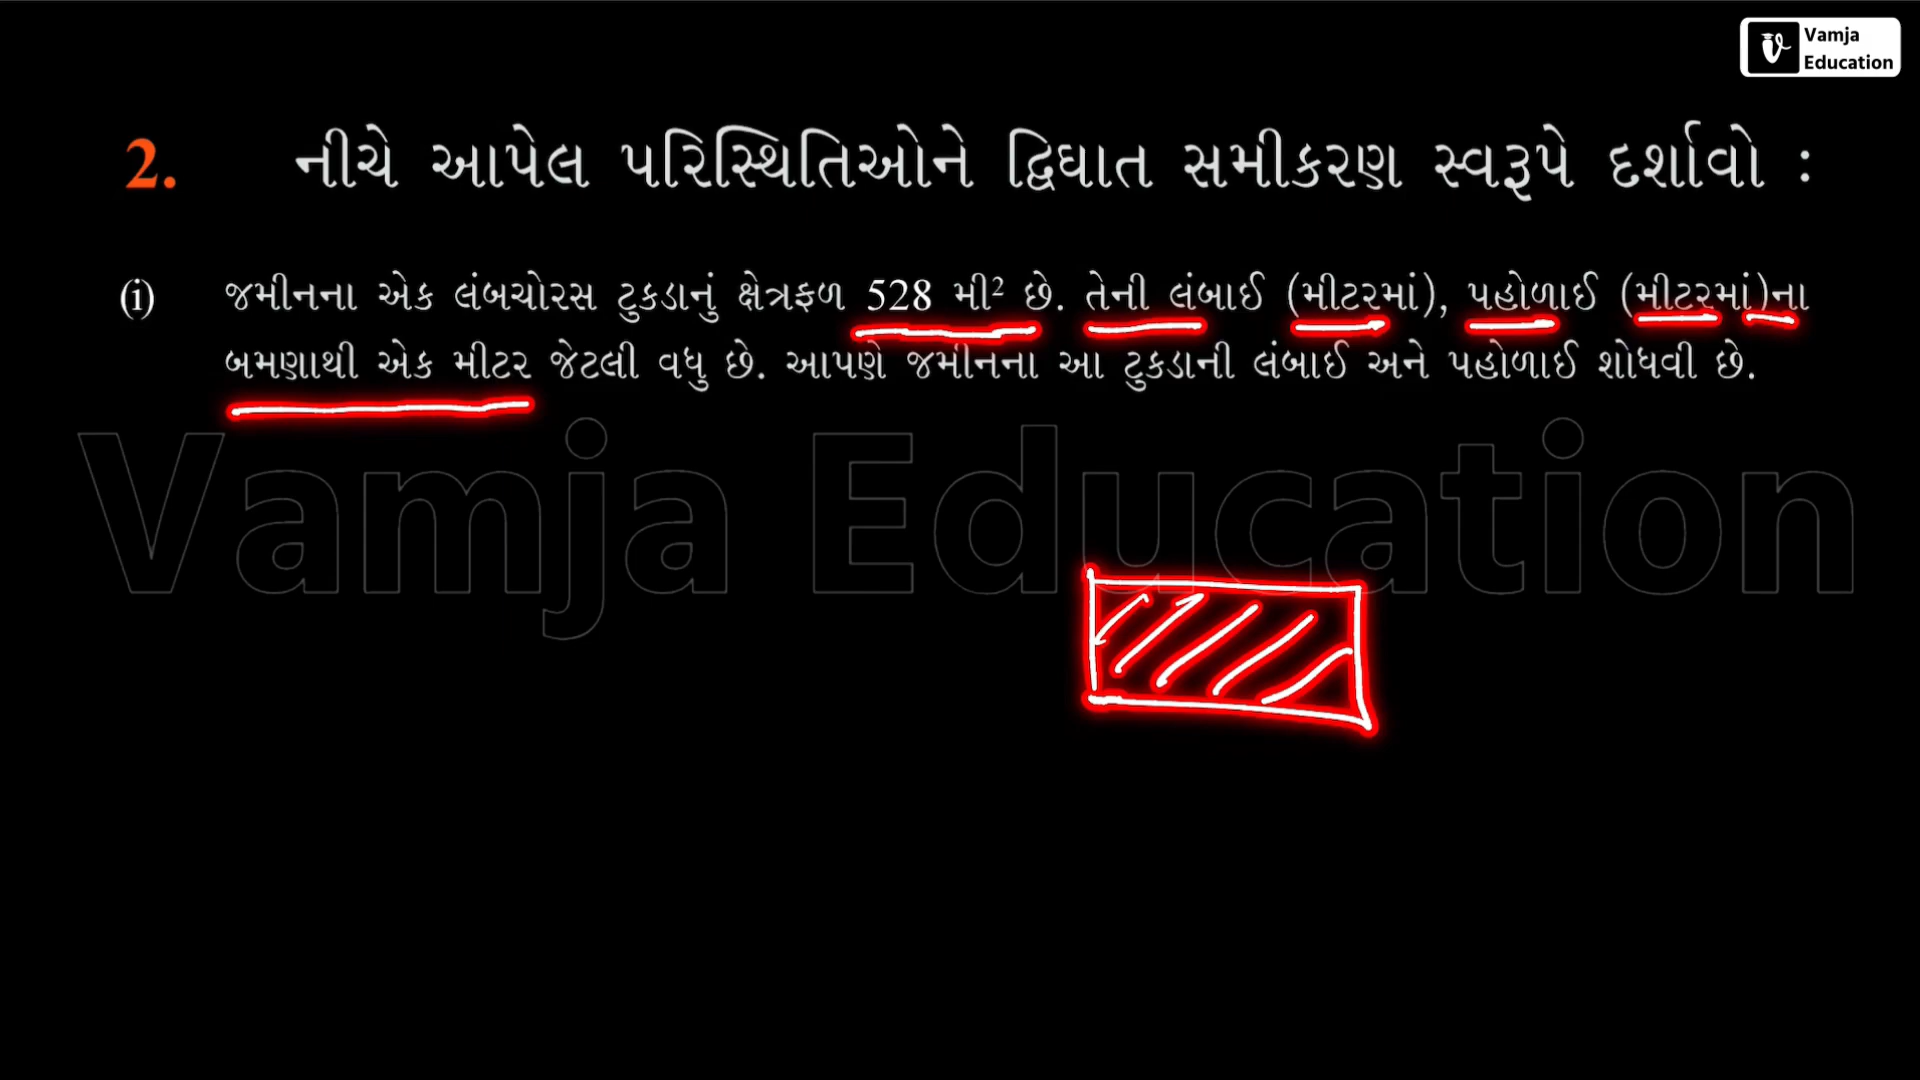 Vamja
Education
2. નીચે આપેલ પરિસ્થિતિઓને દ્વિઘાત સમીકરણ સ્વરૂપે દર્શાવો :
(i) જમીનના એક લંબચોરસ ટુકડાનું ક્ષેત્રફળ 528 મી² છે. તેની લંબાઈ (મીટરમાં), પહોળાઈ (મીટરમાં)ના
બમણાથી એક મીટર જેટલી વધુ છે. આપણે જમીનના આ ટુકડાની લંબાઈ અને પહોળાઈ શોધવી છે.
Vamja Education